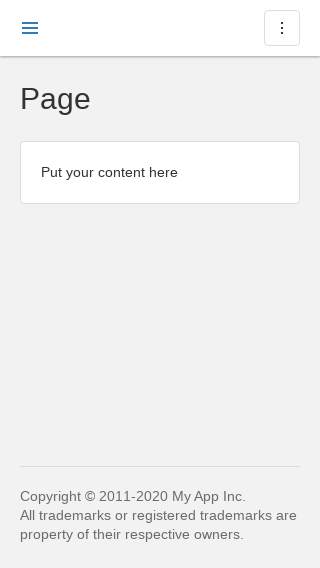 Page
Put your content here
Copyright © 2011-2020 My App Inc.
All trademarks or registered trademarks are
property of their respective owners.